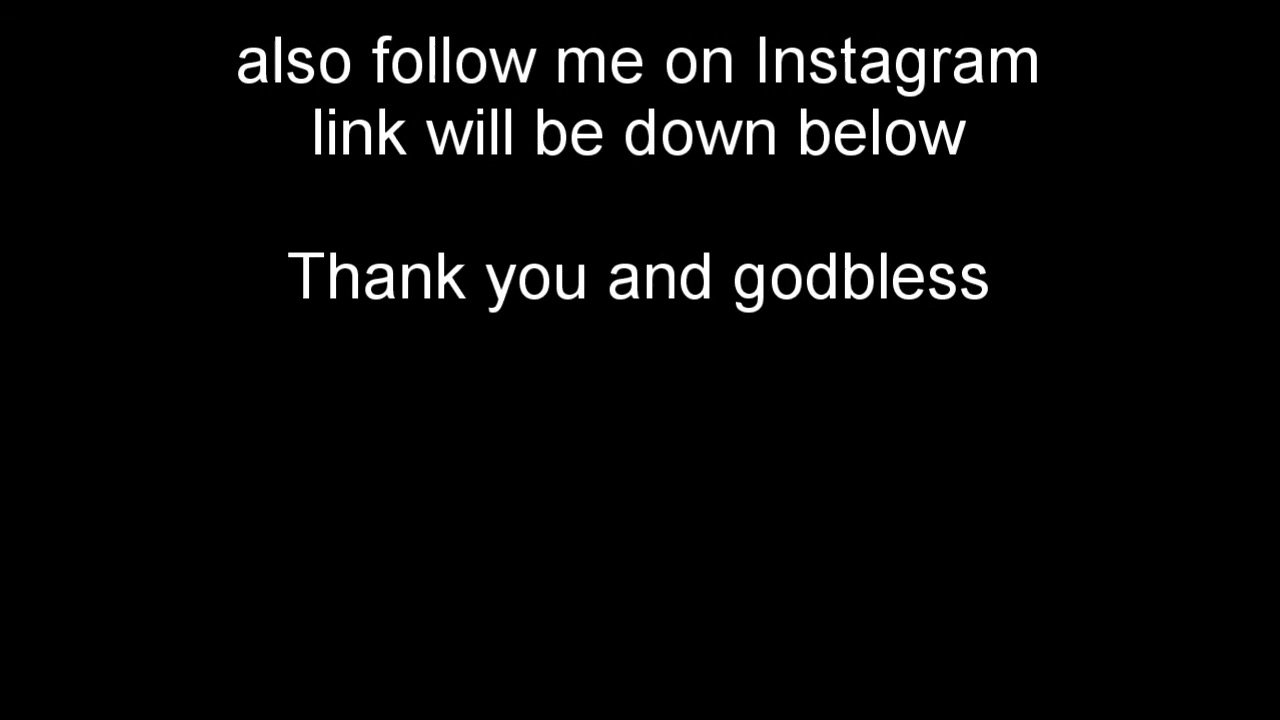 also follow me on Instagram
link will be down below
Thank you and godbless